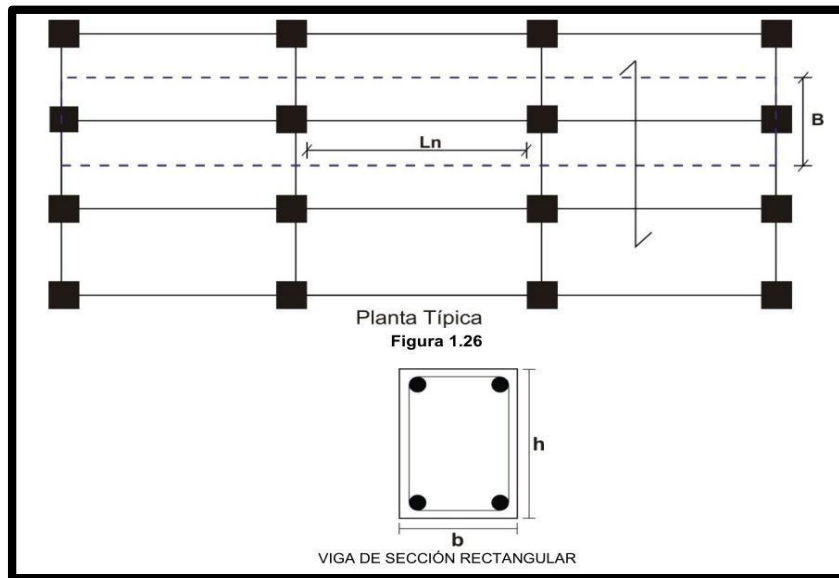 B
Ln
Planta Típica
Figura 1.26
h
b
VIGA DE SECCIÓN RECTANGULAR